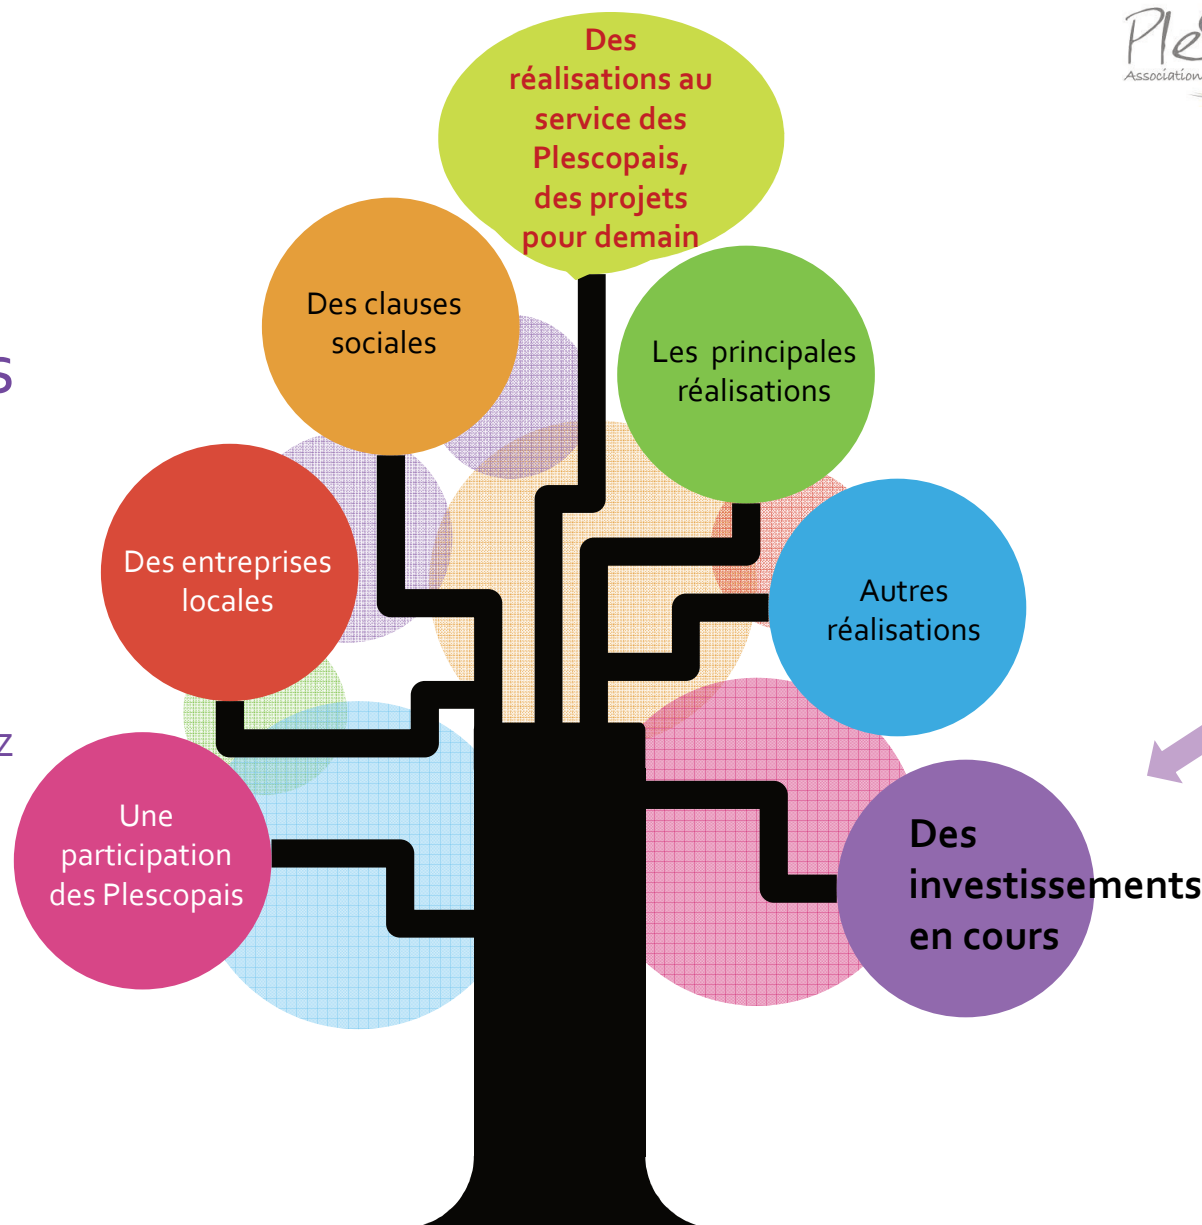 Des
réalisations au
service des
Plescopais,
des projets
pour demain
Des clauses
sociales
Les principales
réalisations
Des entreprises
locales
Autres
réalisations
Une
participation
des Plescopais
Des
investissements
en cours
Association